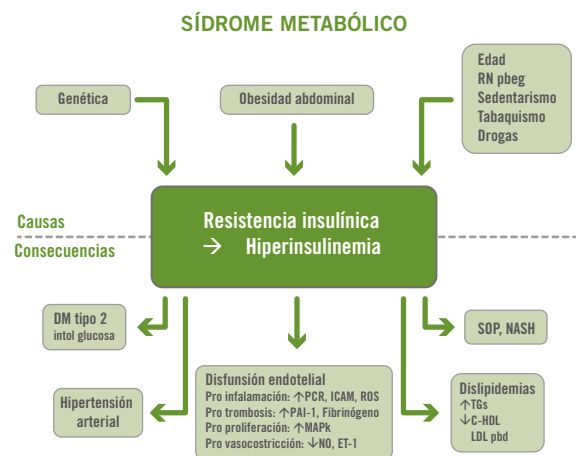 SÍDROME METABÓLICO
Genética
Obesidad abdominal
Edad
RN pbeg
Sedentarismo
Tabaquismo
Drogas
Resistencia insulínica
→ Hiperinsulinemia
Causas
Consecuencias
DM tipo 2
intol glucosa
SOP, NASH
Hipertensión
arterial
Disfunsión endotelial
Pro infalamación: ↑PCR, ICAM, ROS
Pro trombosis: ↑PAI-1, Fibrinógeno
Pro proliferación: ↑MAPk
Pro vasocostricción: ↓NO, ET-1
Dislipidemias
↑TGs
↓C-HDL
LDL pbd